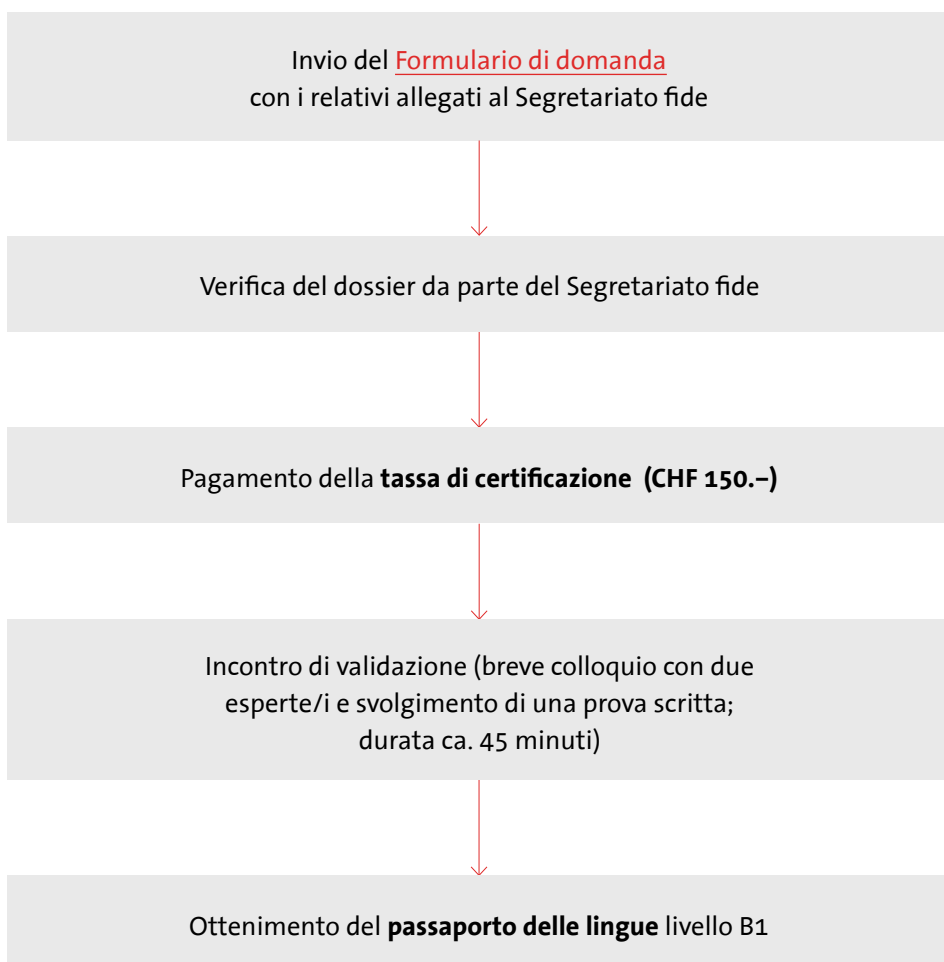 Invio del Formulario di domanda
con i relativi allegati al Segretariato fide
Verifica del dossier da parte del Segretariato fide
Pagamento della tassa di certificazione (CHF 150.–)
Incontro di validazione (breve colloquio con due
esperte/i e svolgimento di una prova scritta;
durata ca. 45 minuti)
Ottenimento del passaporto delle lingue livello B1